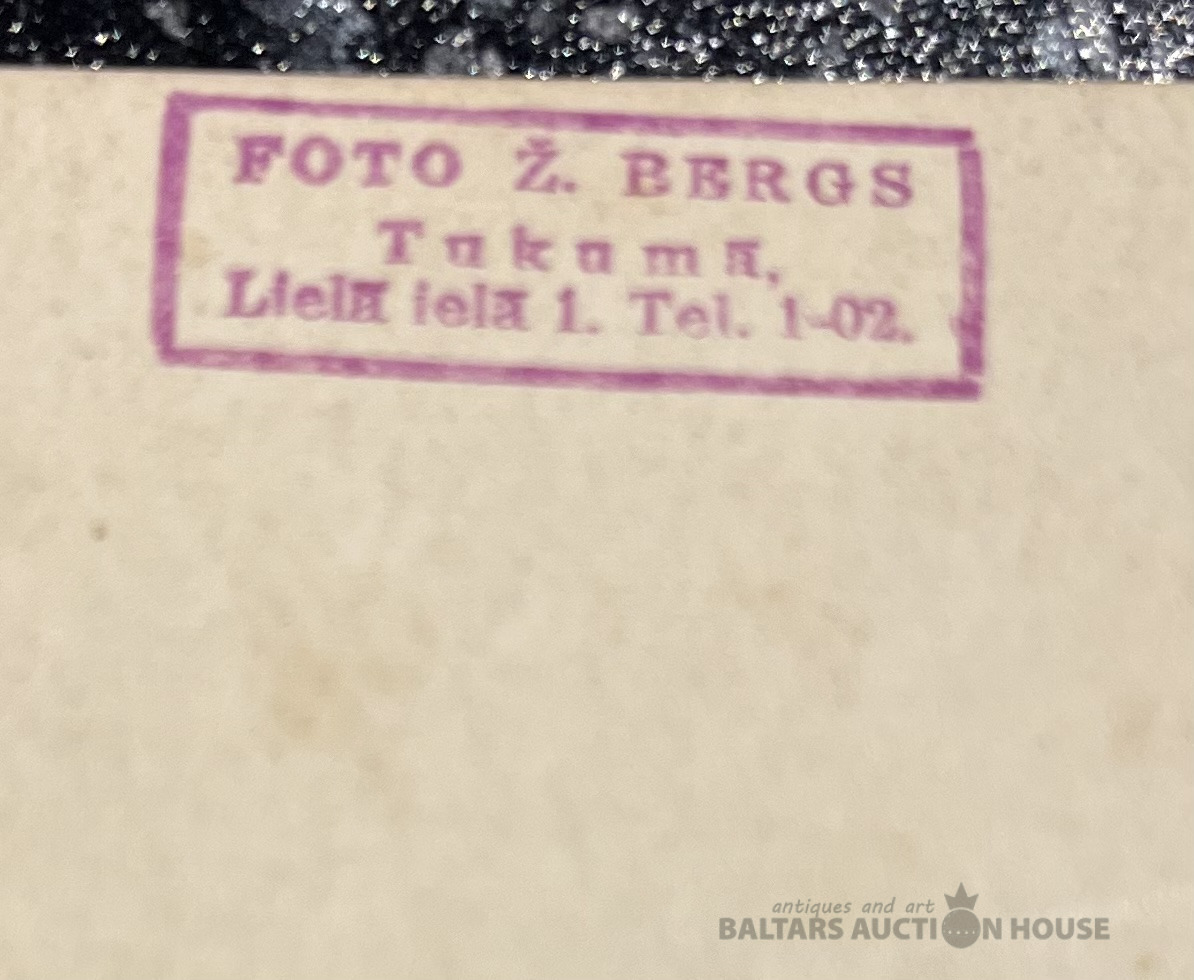 FOTO Ž. BERGS
Tukumā,
Lielā ielā 1. Tel. 1-02.
antiques and art
BALTARS AUCTION HOUSE